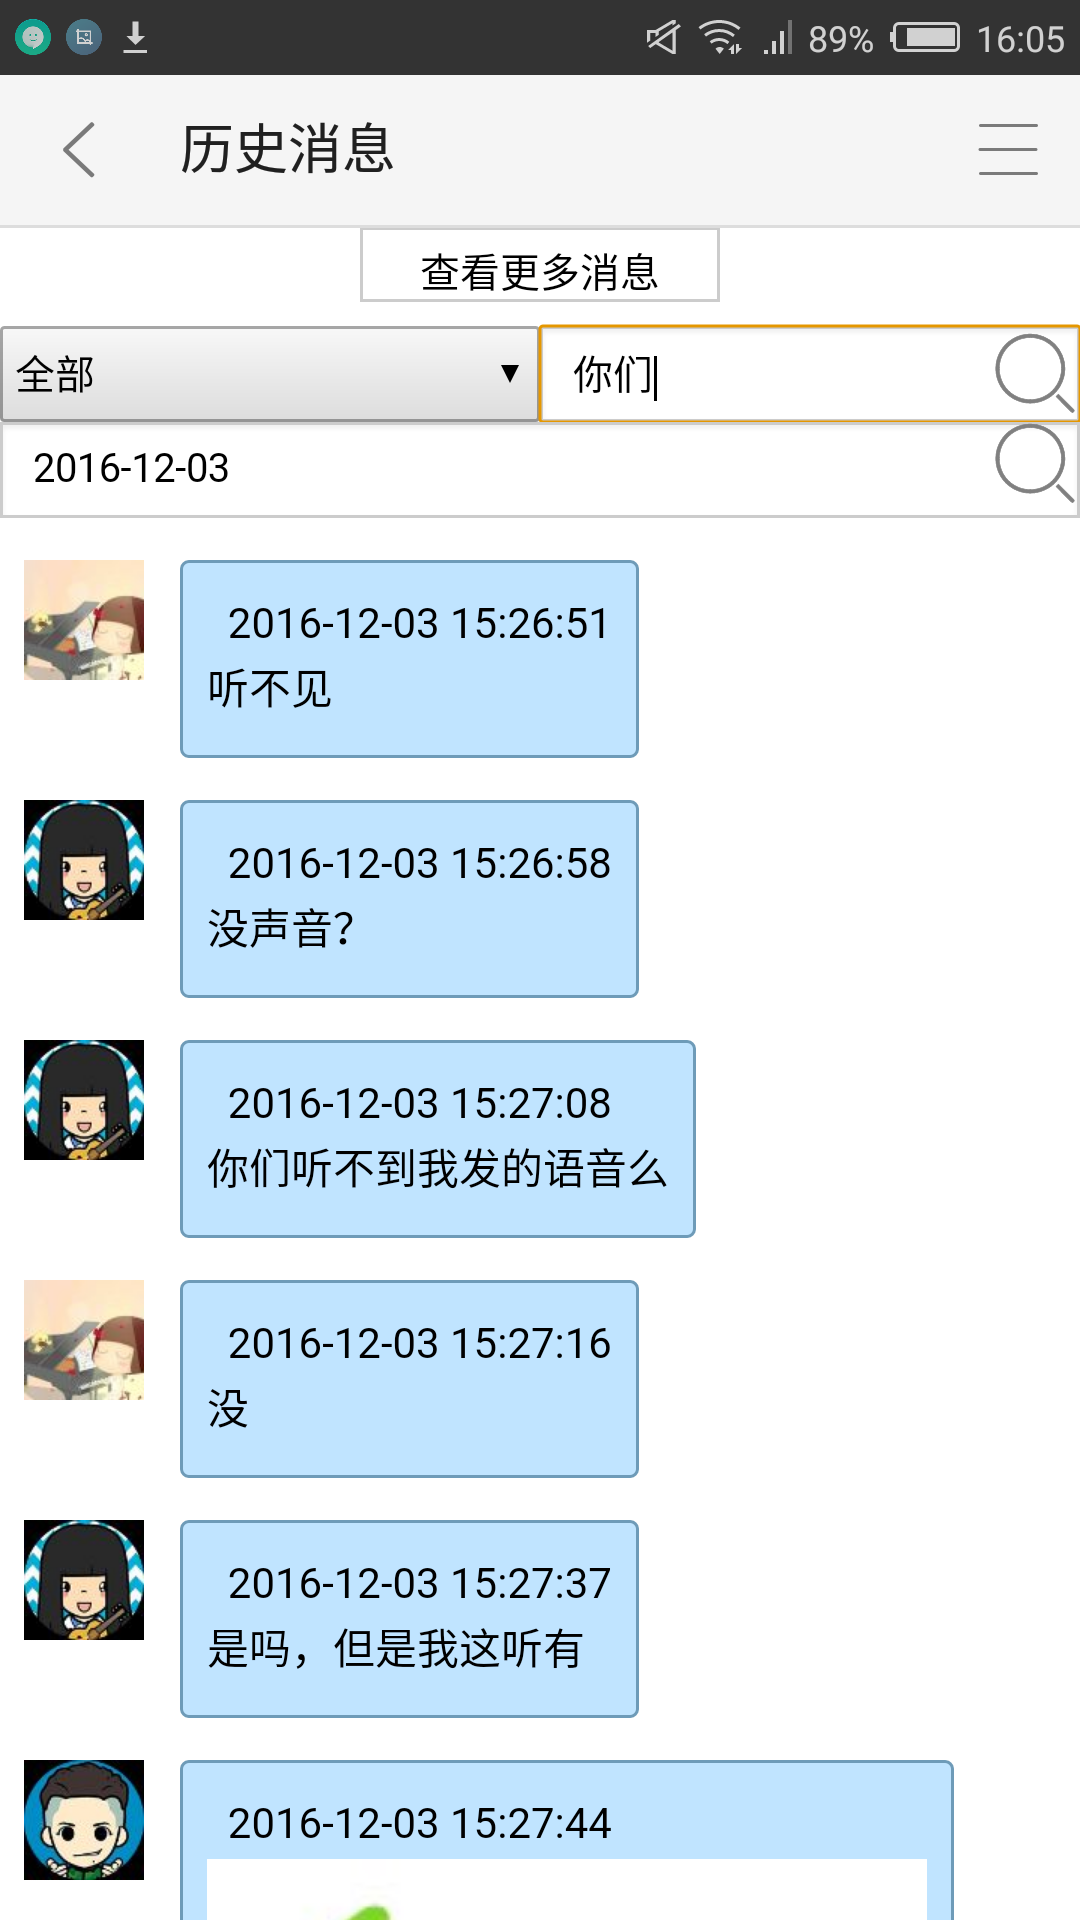 89% 16:05
历史消息
查看更多消息
全部 ▼ 你们
2016-12-03
2016-12-03 15:26:51
听不见
2016-12-03 15:26:58
没声音？
2016-12-03 15:27:08
你们听不到我发的语音么
2016-12-03 15:27:16
没
2016-12-03 15:27:37
是吗，但是我这听有
2016-12-03 15:27:44